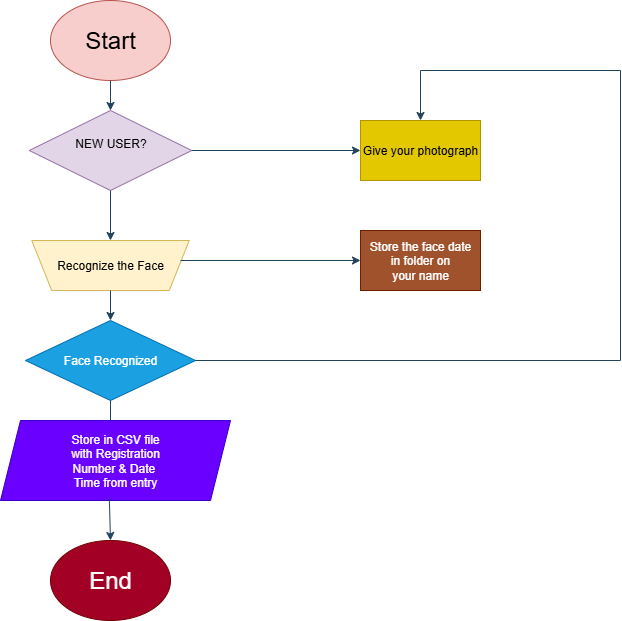 Start
NEW USER?
Give your photograph
Recognize the Face
Store the face date
in folder on
your name
Face Recognized
Store in CSV file
with Registration
Number & Date
Time from entry
End